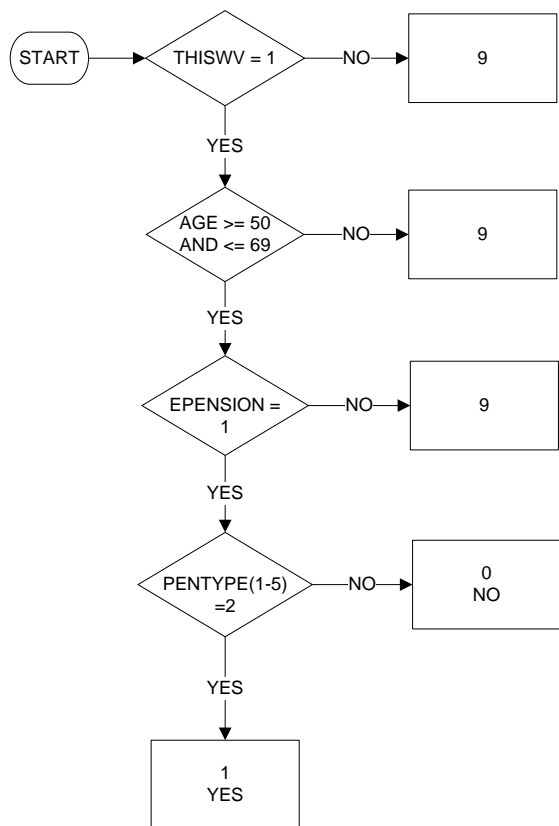 START
THISWV = 1
NO
9
YES
AGE >= 50
AND <= 69
NO
9
YES
EPENSION =
1
NO
9
YES
PENTYPE(1-5)
=2
NO
0
NO
YES
1
YES